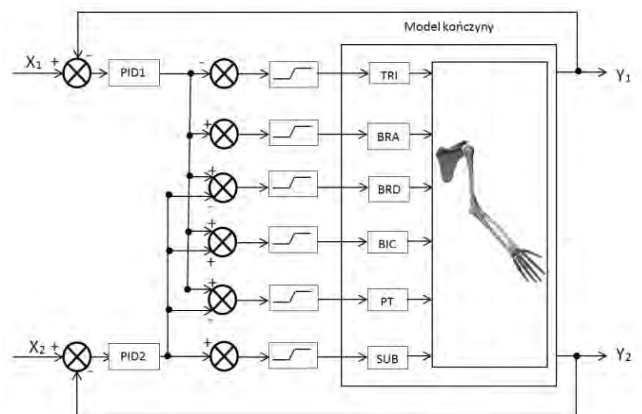 Model kończyny
X₁ + - PID1 - TRI Y₁
+ BRA
+ - BRD
+ + BIC
+ - PT
X₂ + - PID2 + SUB Y₂